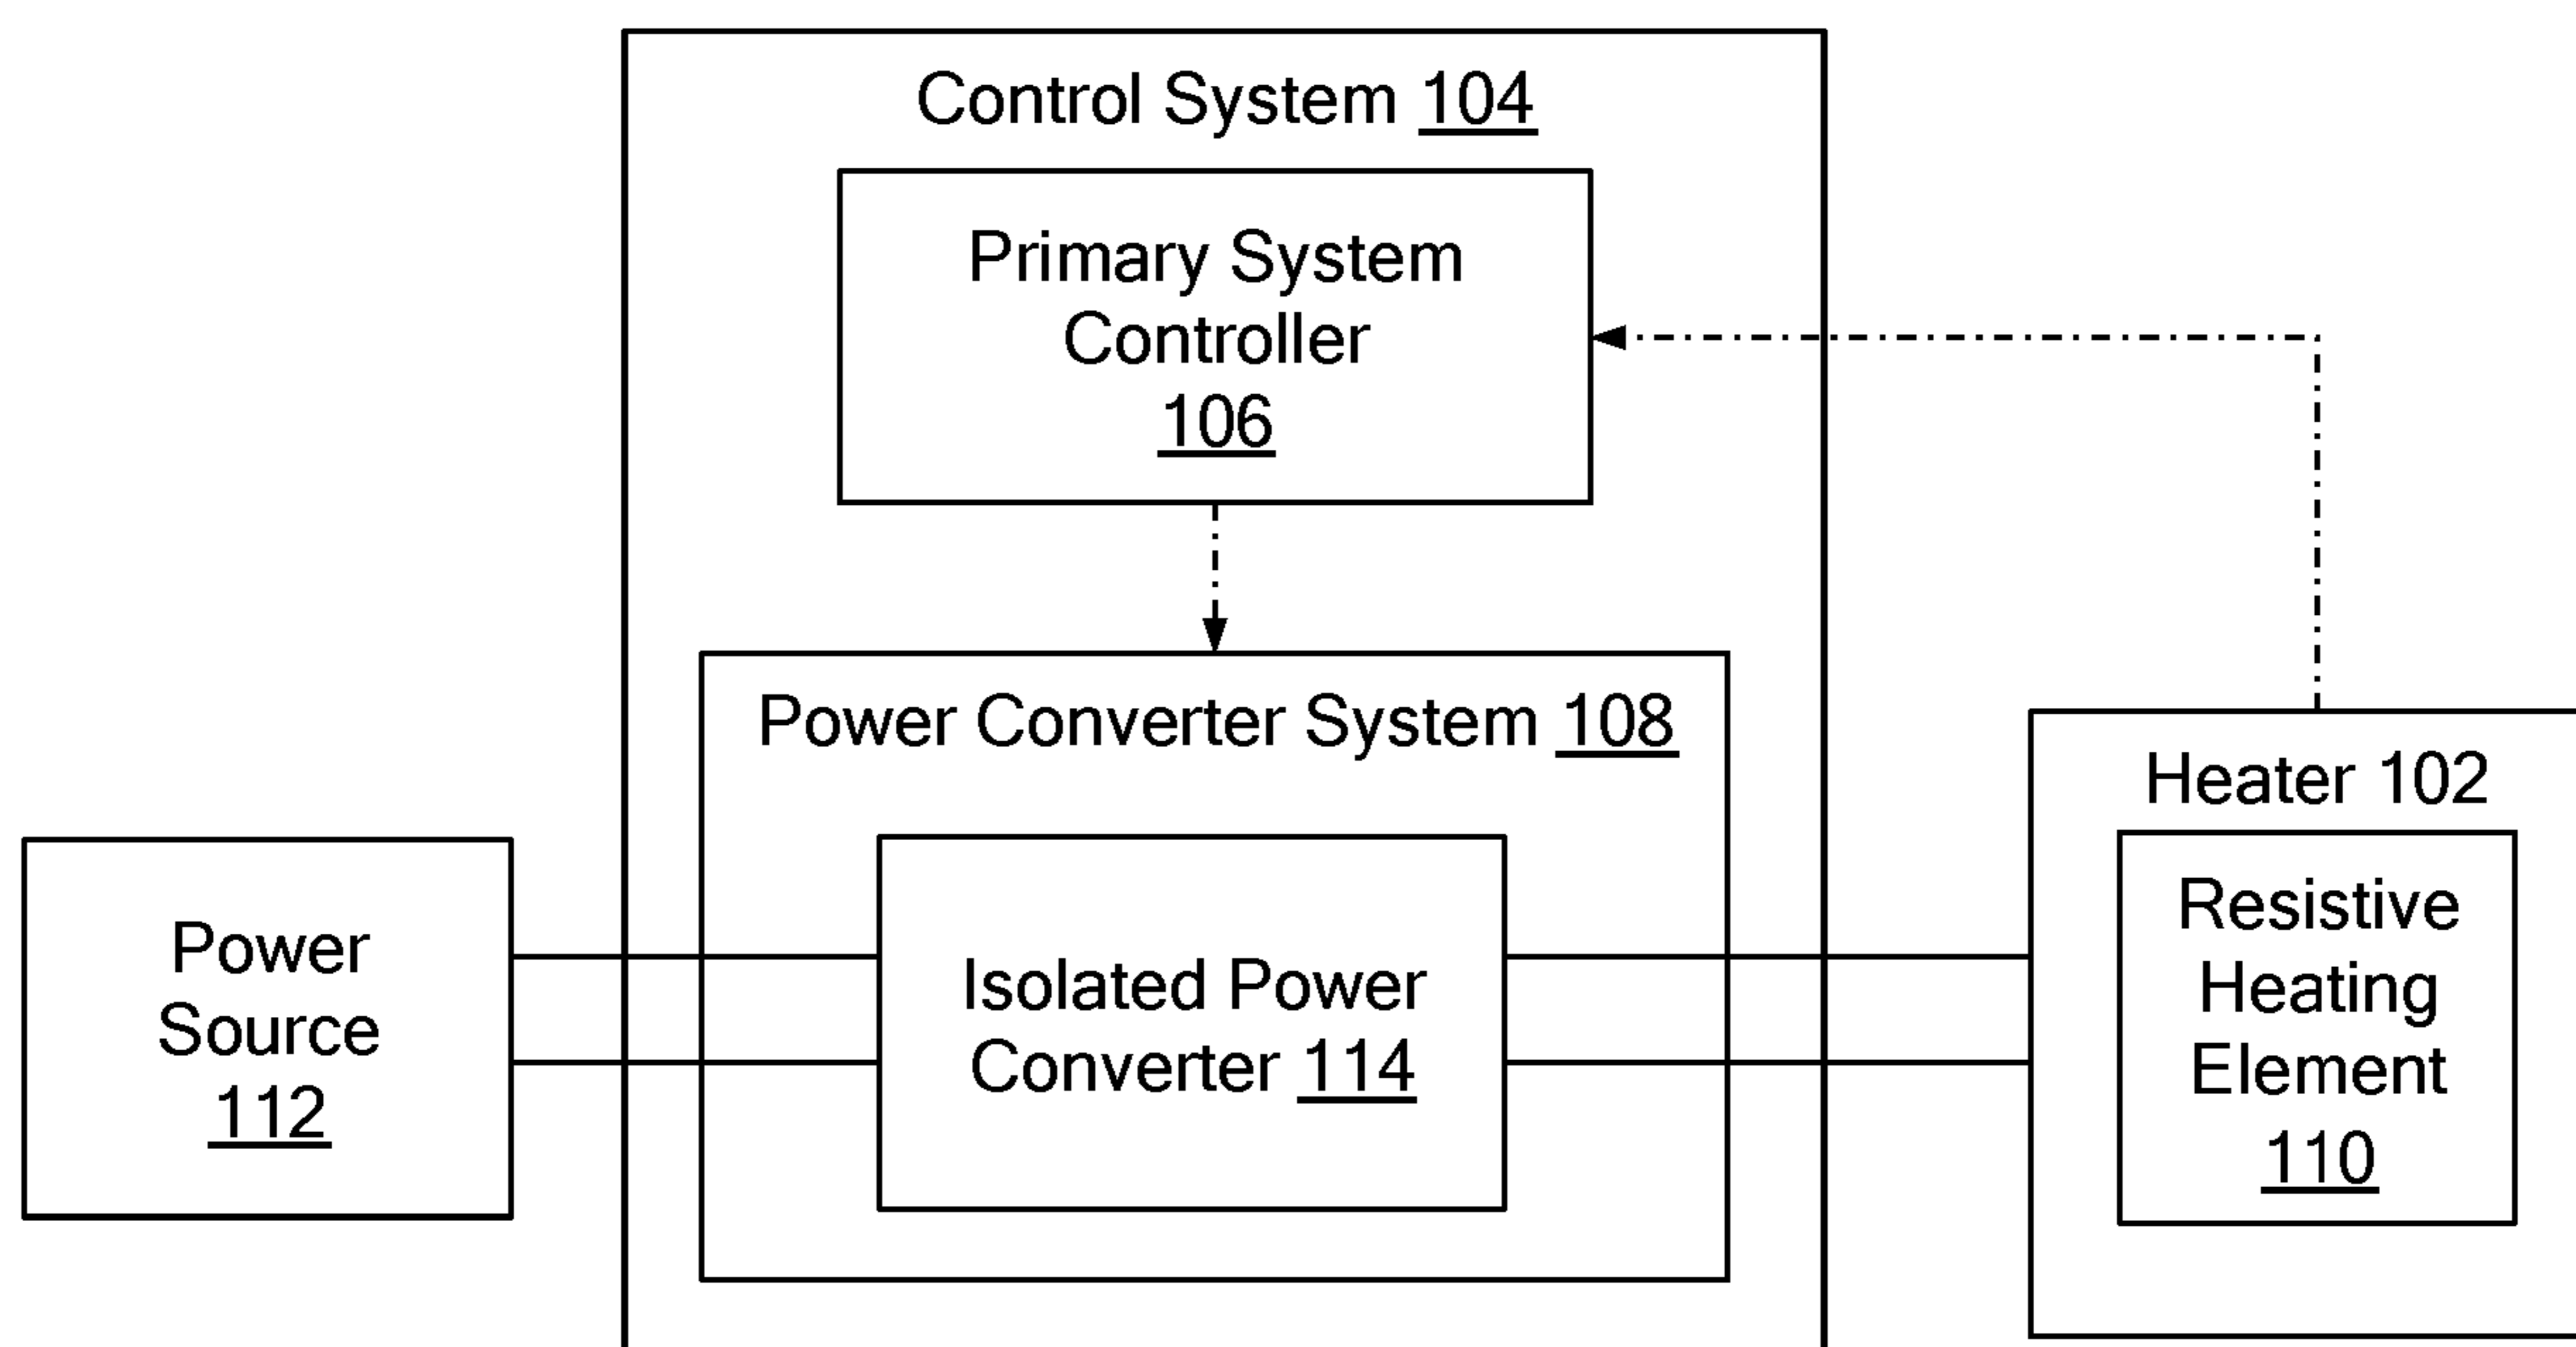 Control System 104
Primary System
Controller
106
Power Converter System 108
Heater 102
Power
Source
112
Isolated Power
Converter 114
Resistive
Heating
Element
110